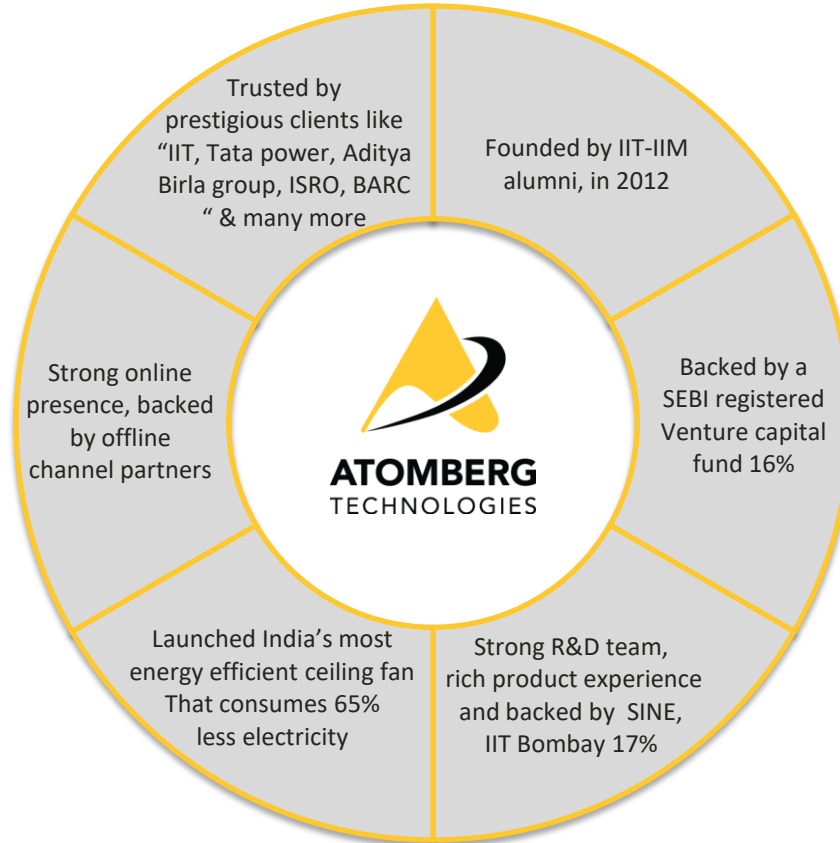 Trusted by
prestigious clients like
“IIT, Tata power, Aditya
Birla group, ISRO, BARC
“ & many more
Founded by IIT-IIM
alumni, in 2012
Backed by a
SEBI registered
Venture capital
fund 16%
Strong R&D team,
rich product experience
and backed by  SINE,
IIT Bombay 17%
Launched India’s most
energy efficient ceiling fan
That consumes 65%
less electricity
Strong online
presence, backed
by offline
channel partners
ATOMBERG
TECHNOLOGIES